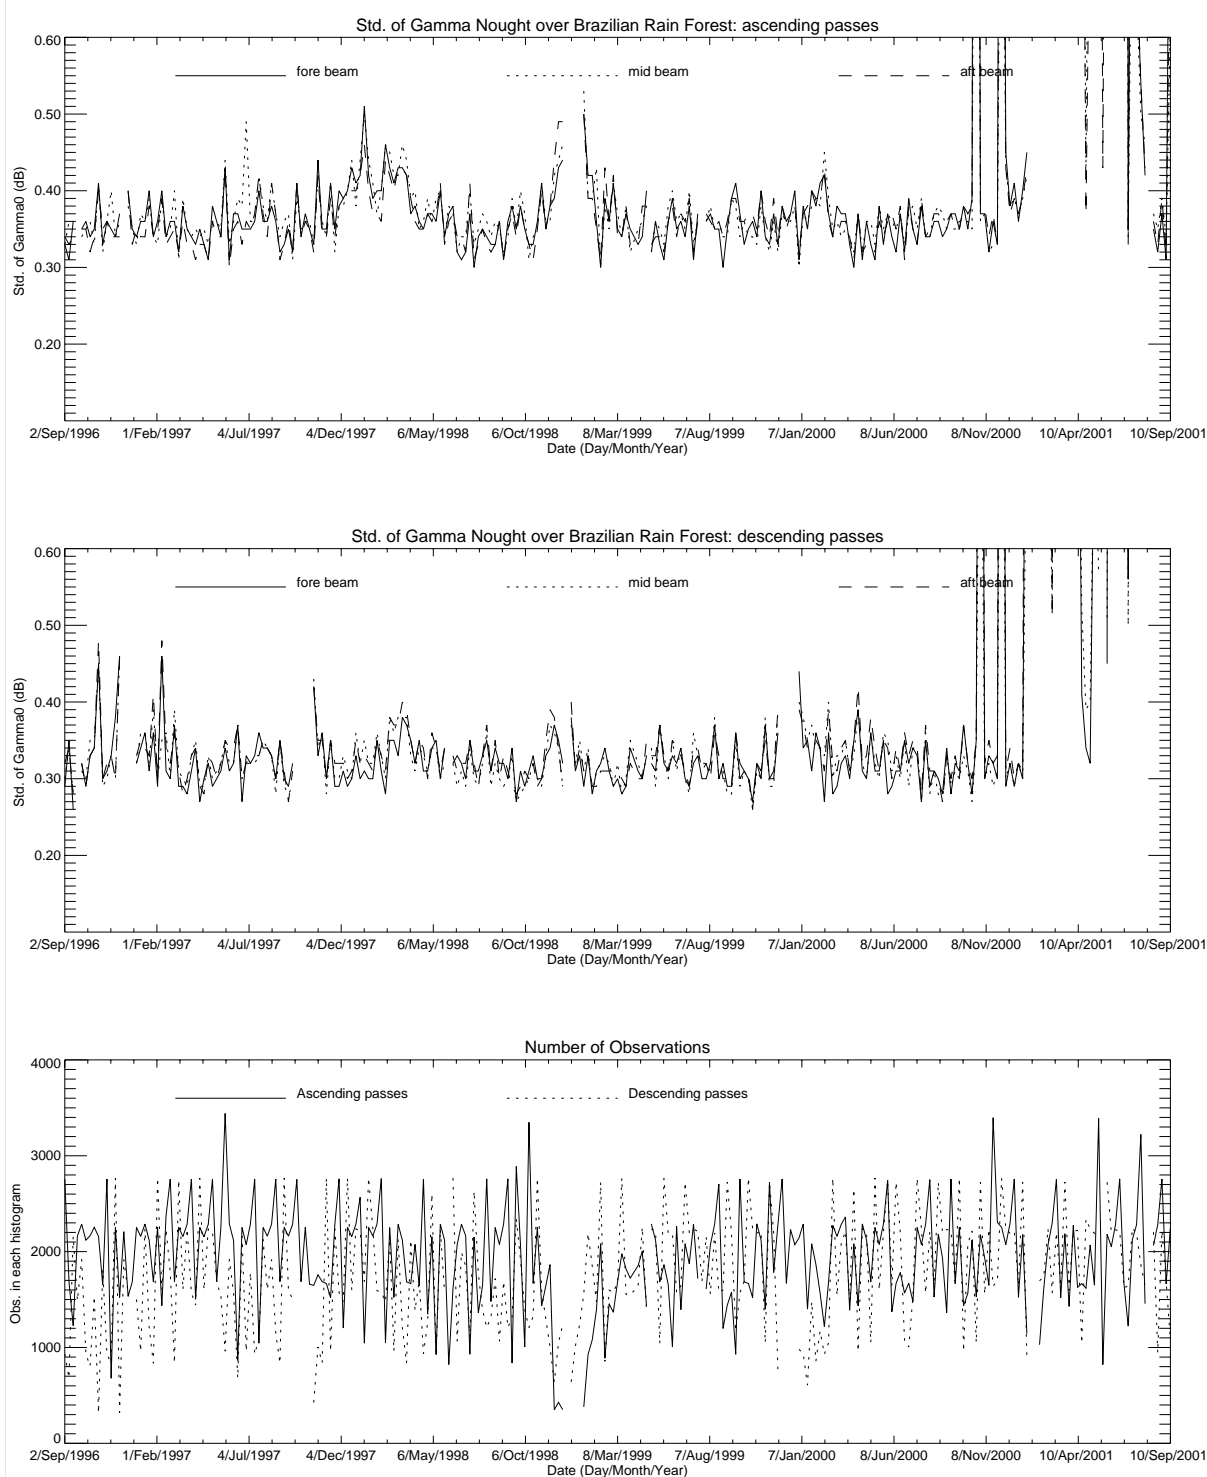 Std. of Gamma Nought over Brazilian Rain Forest: ascending passes
0.60
fore beam
mid beam
aft beam
0.50
0.40
0.30
0.20
Std. of Gamma0 (dB)
2/Sep/1996 1/Feb/1997 4/Jul/1997 4/Dec/1997 6/May/1998 6/Oct/1998 8/Mar/1999 7/Aug/1999 7/Jan/2000 8/Jun/2000 8/Nov/2000 10/Apr/2001 10/Sep/2001
Date (Day/Month/Year)
Std. of Gamma Nought over Brazilian Rain Forest: descending passes
0.60
fore beam
mid beam
aft beam
0.50
0.40
0.30
0.20
Std. of Gamma0 (dB)
2/Sep/1996 1/Feb/1997 4/Jul/1997 4/Dec/1997 6/May/1998 6/Oct/1998 8/Mar/1999 7/Aug/1999 7/Jan/2000 8/Jun/2000 8/Nov/2000 10/Apr/2001 10/Sep/2001
Date (Day/Month/Year)
Number of Observations
4000
Ascending passes
Descending passes
3000
2000
1000
0
Obs. in each histogram
2/Sep/1996 1/Feb/1997 4/Jul/1997 4/Dec/1997 6/May/1998 6/Oct/1998 8/Mar/1999 7/Aug/1999 7/Jan/2000 8/Jun/2000 8/Nov/2000 10/Apr/2001 10/Sep/2001
Date (Day/Month/Year)